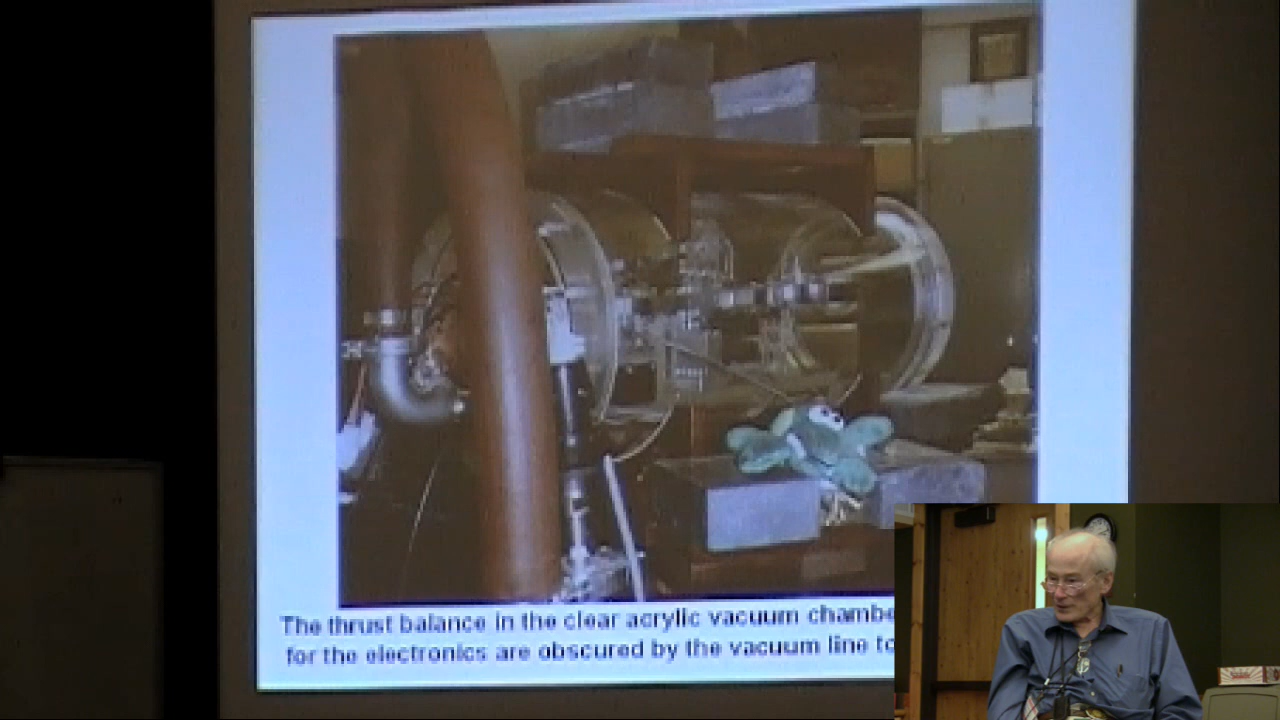 The thrust balance in the clear acrylic vacuum chambe
for the electronics are obscured by the vacuum line to